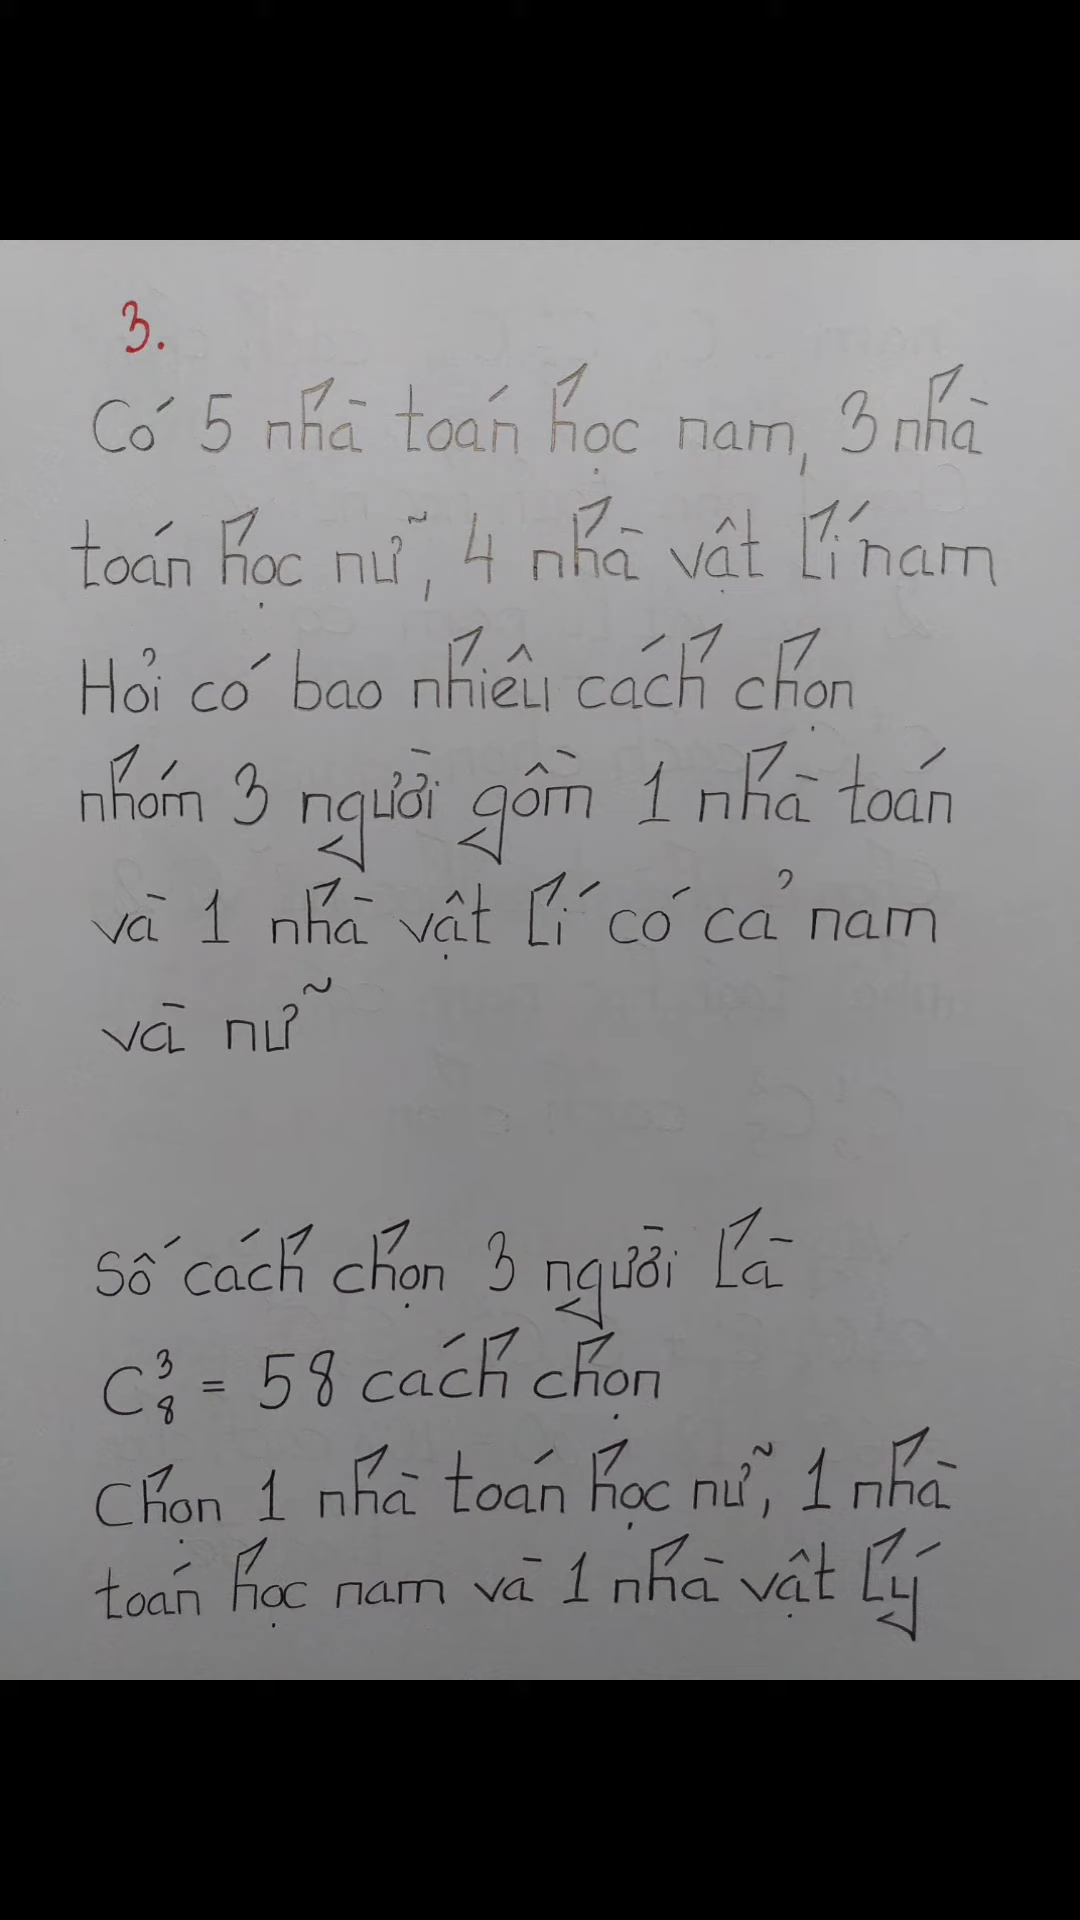 3.
Có 5 nhà toán học nam, 3 nhà
toán học nữ, 4 nhà vật lí nam
Hỏi có bao nhiêu cách chọn
nhóm 3 người gồm 1 nhà toán
và 1 nhà vật lí có cả nam
và nữ
Số cách chọn 3 người là
C³₈ = 58 cách chọn
Chọn 1 nhà toán học nữ, 1 nhà
toán học nam và 1 nhà vật lý